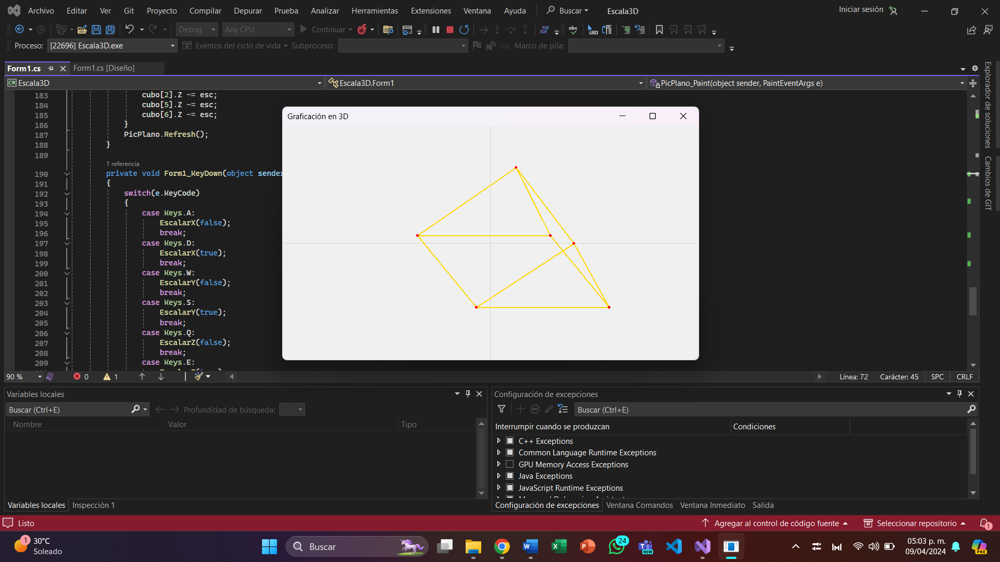 Archivo Editar Ver Git Proyecto Compilar Depurar Prueba Analizar Herramientas Extensiones Ventana Ayuda Buscar Escala3D Iniciar sesión
Debug Any CPU Continuar
Proceso: [22696] Escala3D.exe Eventos del ciclo de vida Subproceso: Marco de pila:
Form1.cs Form1.cs [Diseño]
C# Escala3D Escala3D.Form1 PicPlano_Paint(object sender, PaintEventArgs e)
183 cubo[2].Z -= esc;
184 cubo[5].Z -= esc;
185 cubo[6].Z -= esc;
186 }
187 PicPlano.Refresh();
188 }
189
1 referencia
190 private void Form1_KeyDown(object sende
191 {
192 switch(e.KeyCode)
193 {
194 case Keys.A:
195 EscalarX(false);
196 break;
197 case Keys.D:
198 EscalarX(true);
199 break;
200 case Keys.W:
201 EscalarY(false);
202 break;
203 case Keys.S:
204 EscalarY(true);
205 break;
206 case Keys.Q:
207 EscalarZ(false);
208 break;
209 case Keys.E:
Graficación en 3D
Explorador de soluciones
Cambios de GIT
90 % 0 1 Línea: 72 Carácter: 45 SPC CRLF
Variables locales
Buscar (Ctrl+E) Profundidad de búsqueda:
Nombre Valor Tipo
Variables locales Inspección 1
Configuración de excepciones
Buscar (Ctrl+E)
Interrumpir cuando se produzcan Condiciones
C++ Exceptions
Common Language Runtime Exceptions
GPU Memory Access Exceptions
Java Exceptions
JavaScript Runtime Exceptions
Configuración de excepciones Ventana Comandos Ventana Inmediato Salida
Listo Agregar al control de código fuente Seleccionar repositorio 1
1 30°C
Soleado
Buscar
24
NEW
05:03 p. m.
09/04/2024
PRE